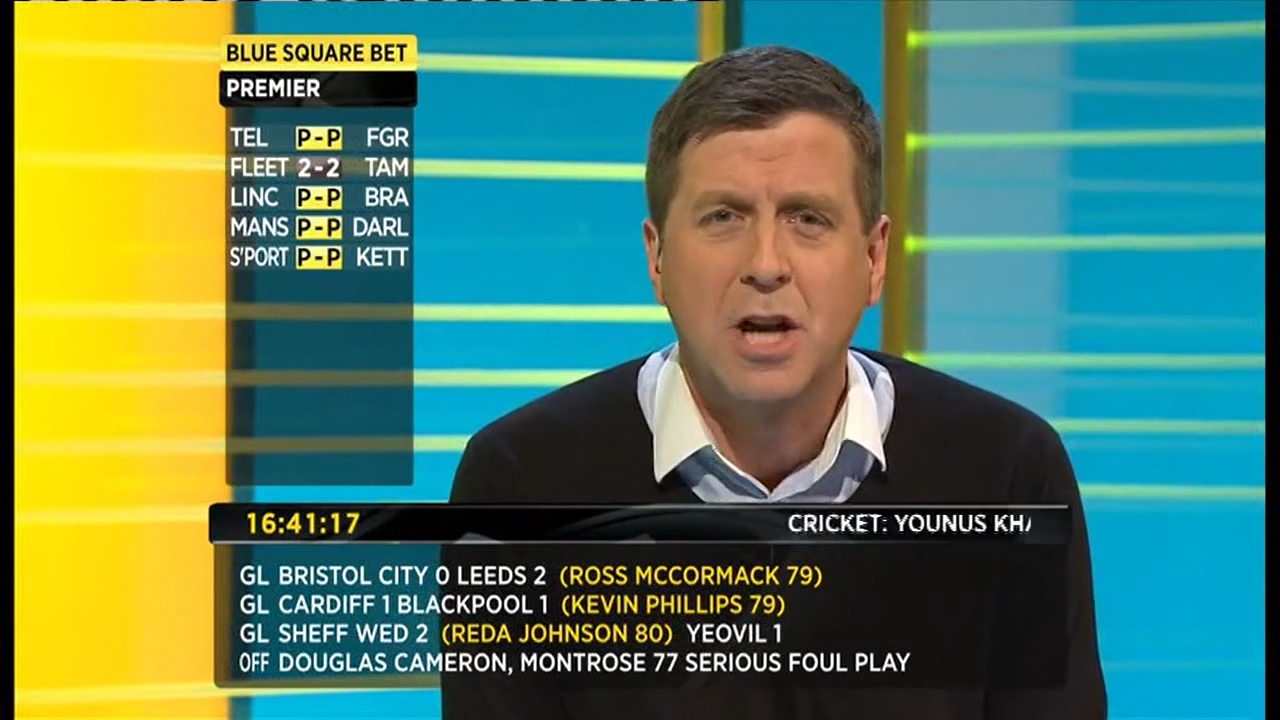 BLUE SQUARE BET
PREMIER
TEL P-P FGR
FLEET 2-2 TAM
LINC P-P BRA
MANS P-P DARL
S'PORT P-P KETT
16:41:17 CRICKET: YOUNUS KHA
GL BRISTOL CITY 0 LEEDS 2 (ROSS MCCORMACK 79)
GL CARDIFF 1 BLACKPOOL 1 (KEVIN PHILLIPS 79)
GL SHEFF WED 2 (REDA JOHNSON 80) YEOVIL 1
OFF DOUGLAS CAMERON, MONTROSE 77 SERIOUS FOUL PLAY